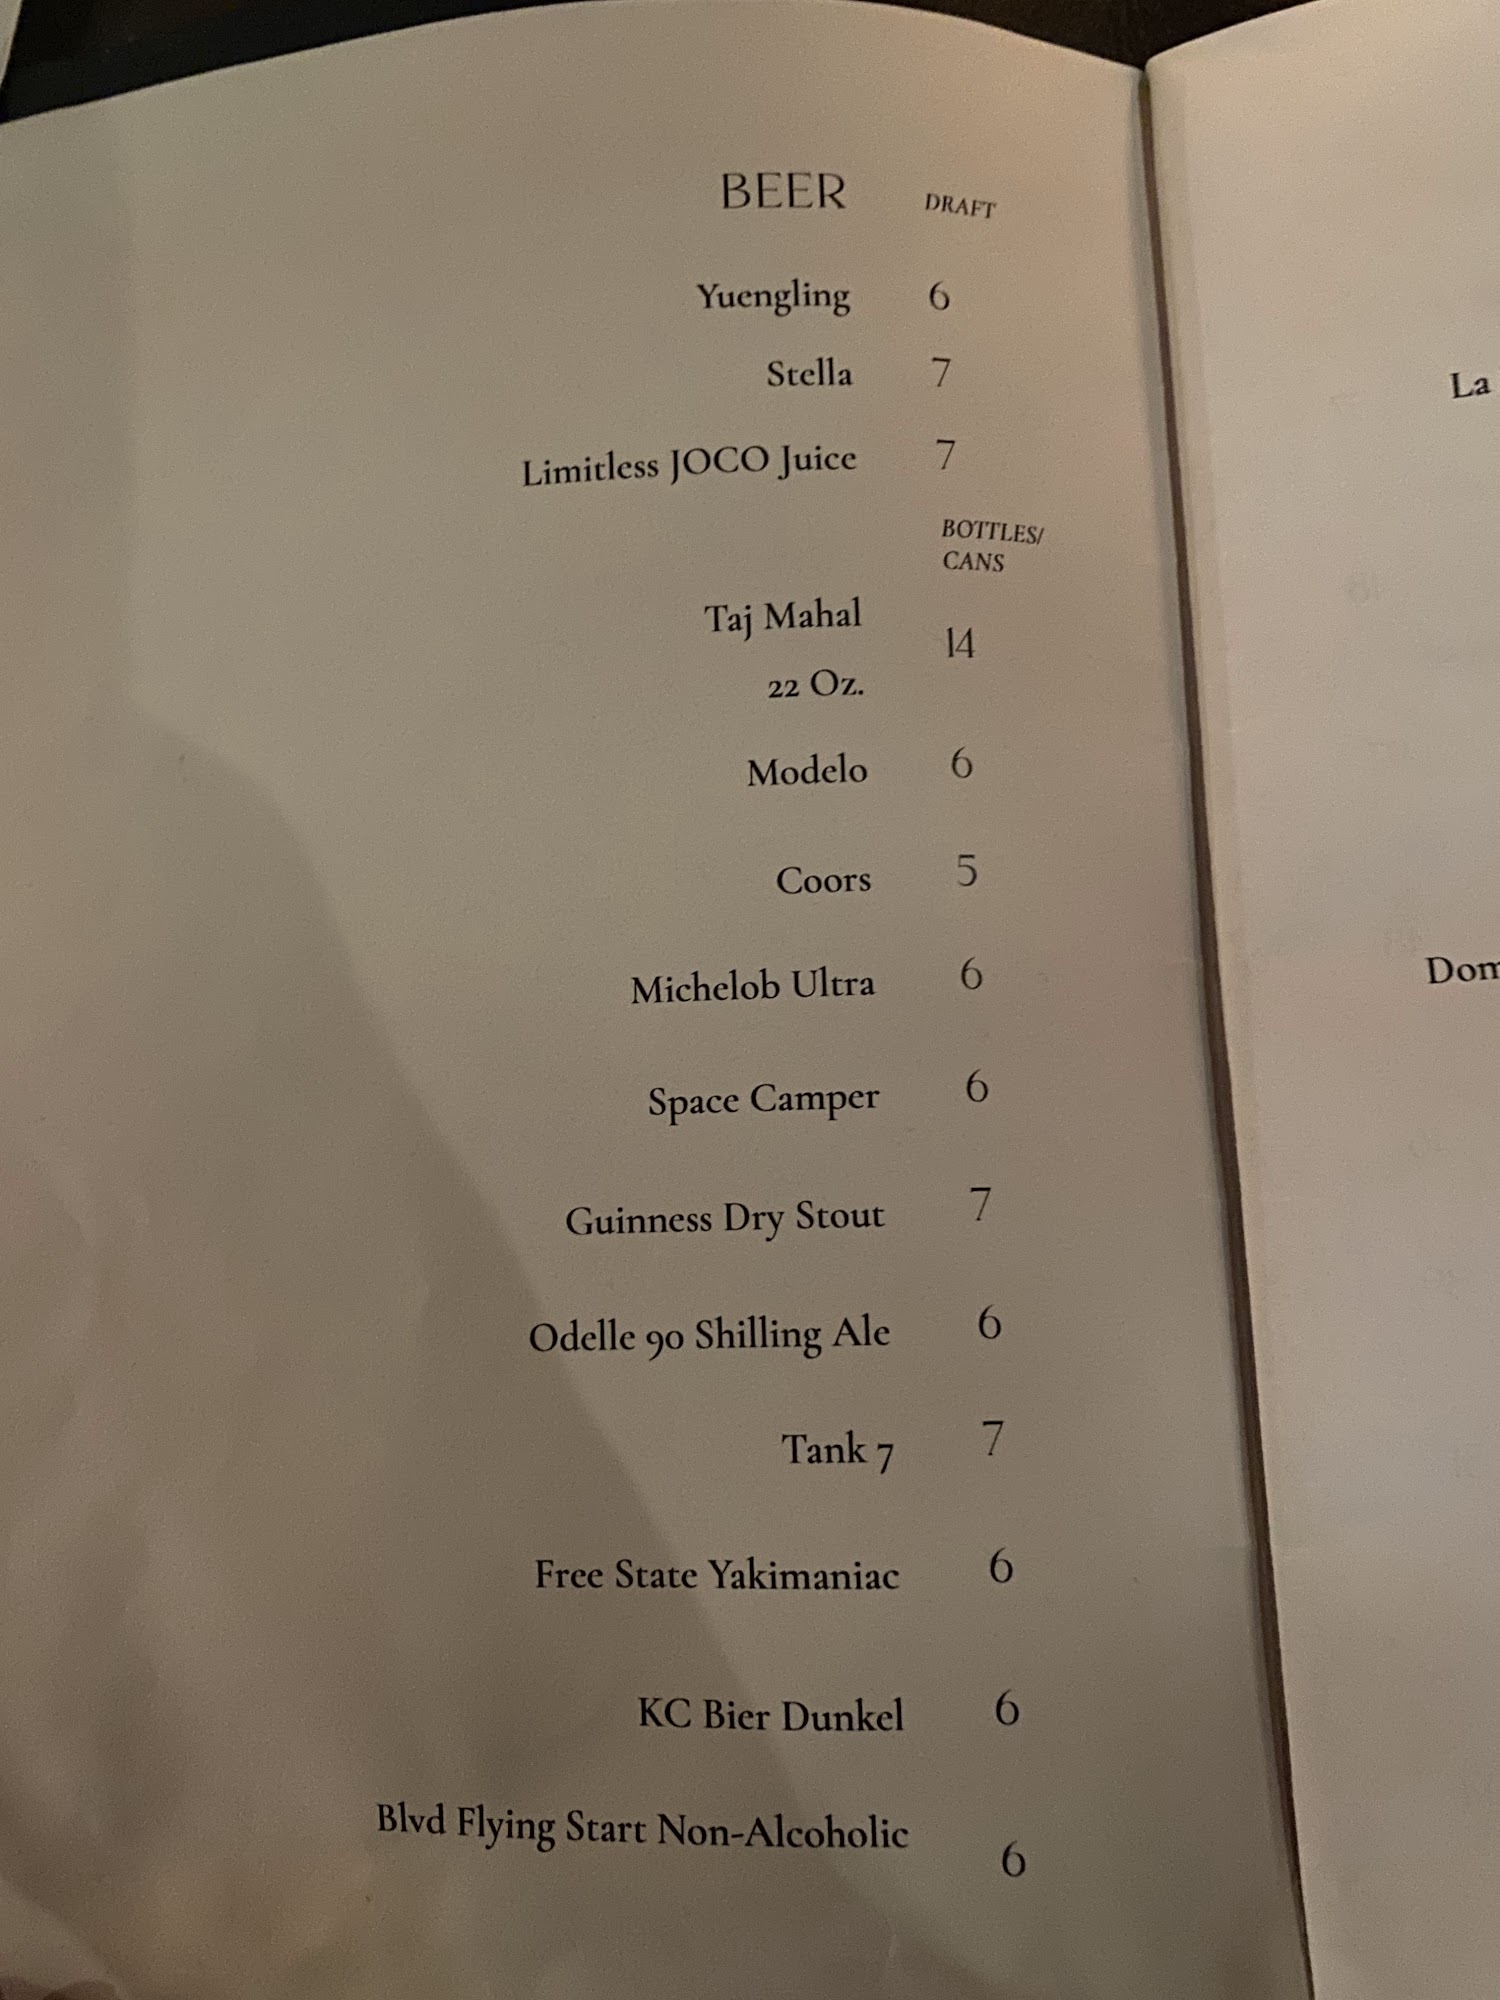 BEER DRAFT
Yuengling 6
Stella 7
Limitless JOCO Juice 7
BOTTLES/
CANS
Taj Mahal
14
22 Oz.
Modelo 6
Coors 5
Michelob Ultra 6
Space Camper 6
Guinness Dry Stout 7
Odelle 90 Shilling Ale 6
Tank 7 7
Free State Yakimaniac 6
KC Bier Dunkel 6
Blvd Flying Start Non-Alcoholic
6
La
Dom